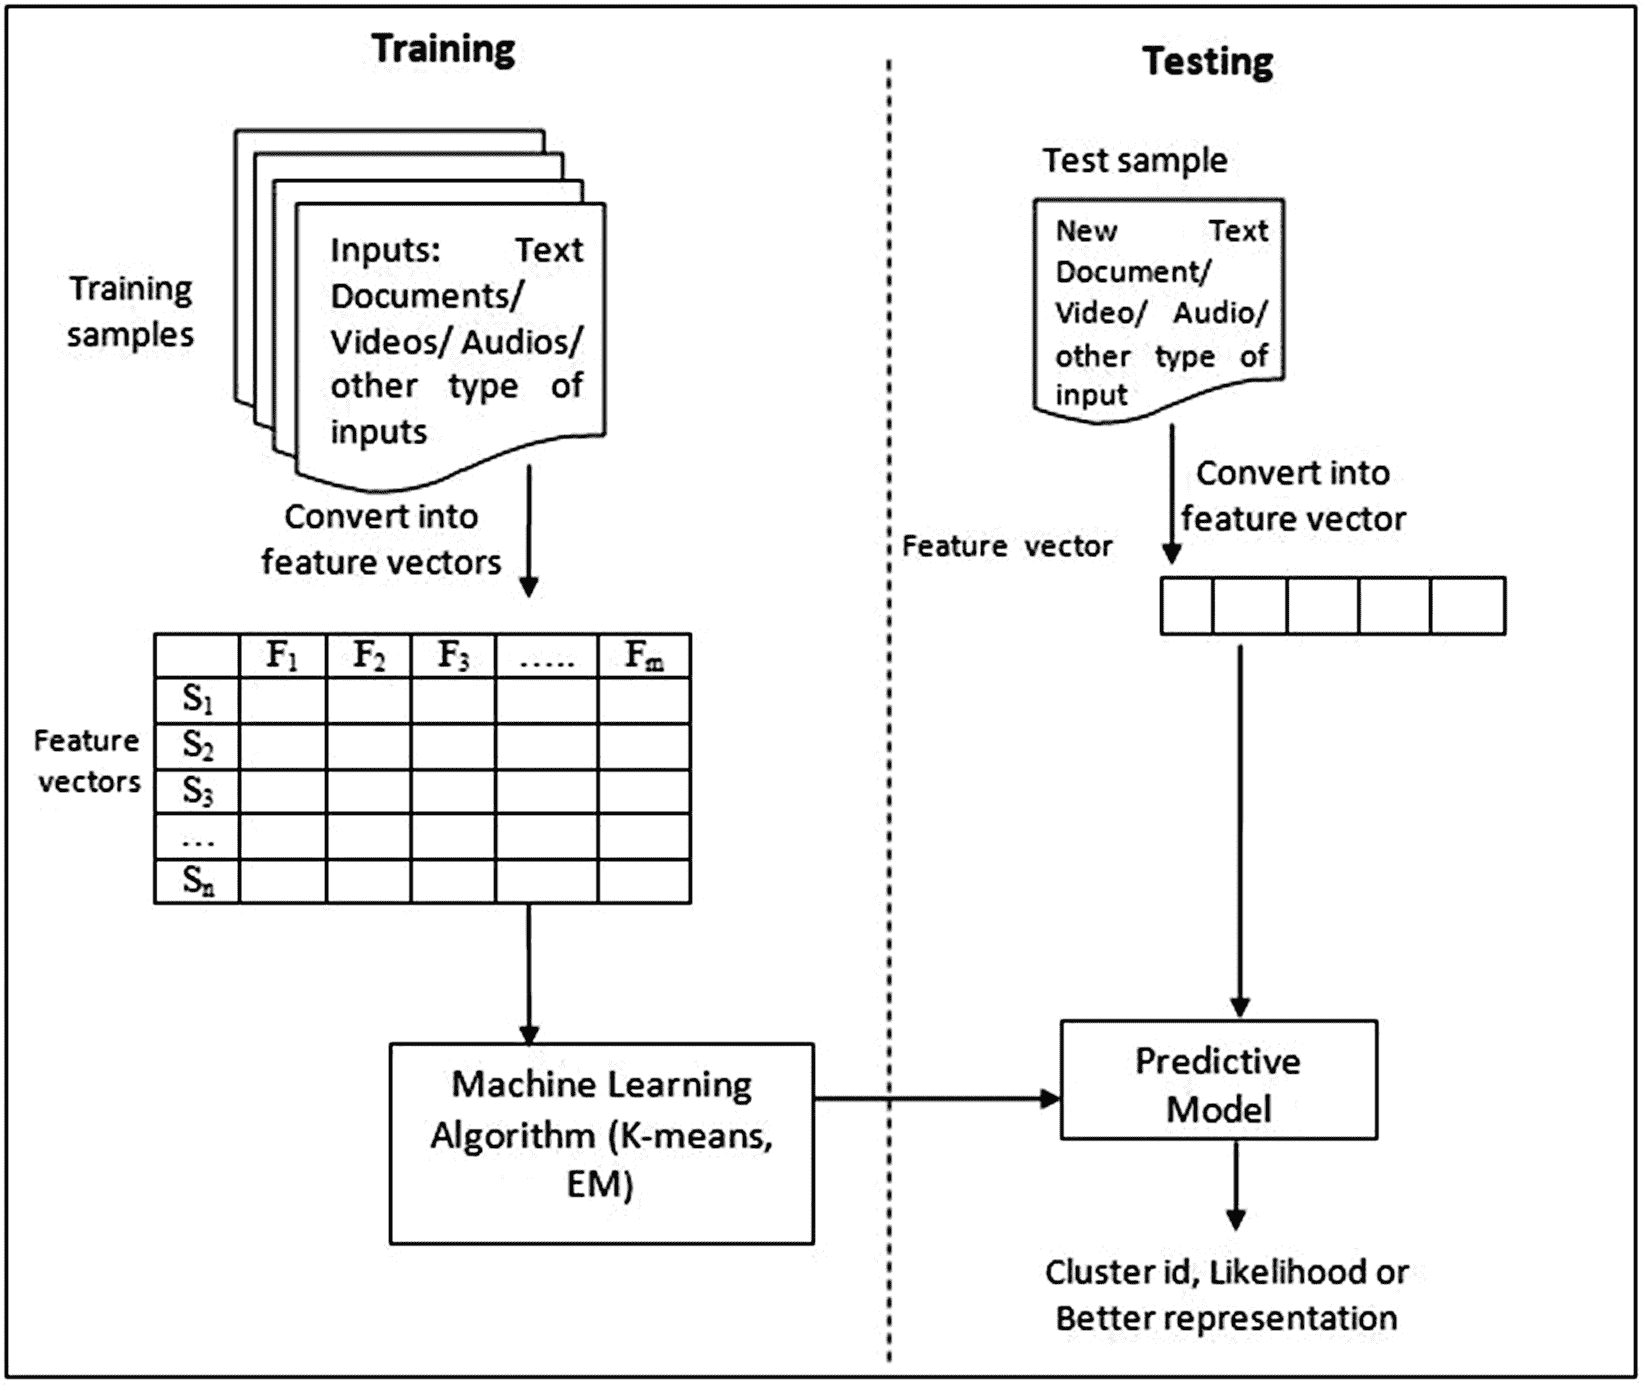 Training
Training
samples
Inputs: Text
Documents/
Videos/ Audios/
other type of
inputs
Convert into
feature vectors
Feature
vectors
F1 F2 F3 ..... Fm
S1
S2
S3
...
Sn
Machine Learning
Algorithm (K-means,
EM)
Testing
Test sample
New Text
Document/
Video/ Audio/
other type of
input
Convert into
feature vector
Feature vector
Predictive
Model
Cluster id, Likelihood or
Better representation